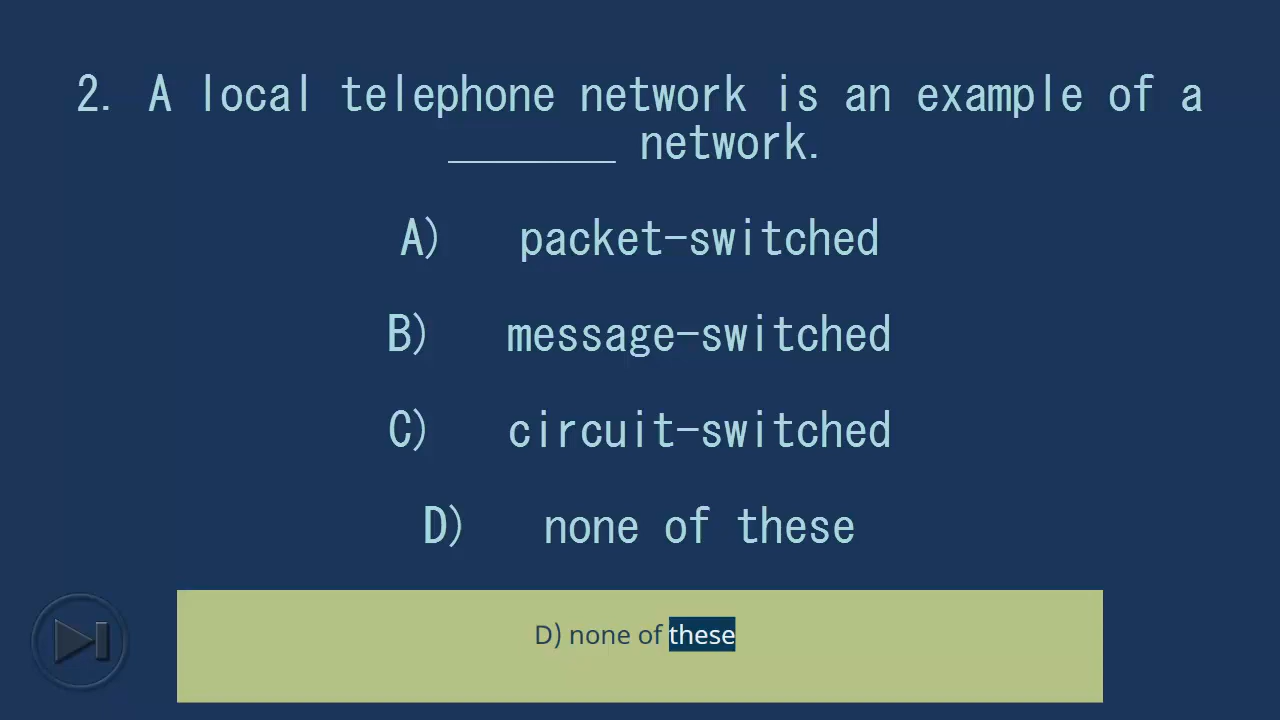 2. A local telephone network is an example of a
_______ network.
A) packet-switched
B) message-switched
C) circuit-switched
D) none of these
D) none of these